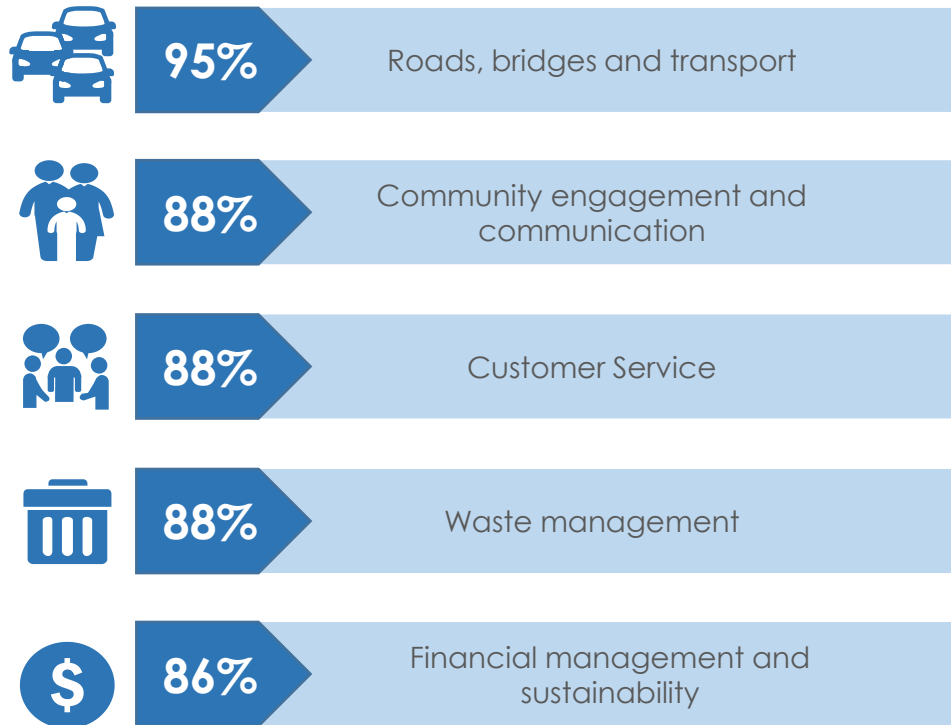 95%
Roads, bridges and transport
88%
Community engagement and
communication
88%
Customer Service
88%
Waste management
86%
Financial management and
sustainability
$